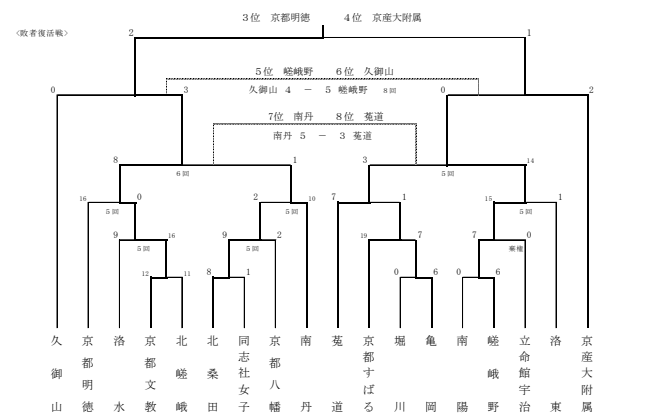 3位 京都明徳 4位 京産大附属
〈敗者復活戦〉
2 1
5位 嵯峨野 6位 久御山
久御山 4 － 5 嵯峨野 8回
0 3 0 2
7位 南丹 8位 莵道
南丹 5 － 3 莵道
8 1 3 14
6回 5回
16 0 2 10 7 1 15 1
5回 5回 5回
9 16 9 2 19 7 7 0
5回 5回 棄権
12 11 8 1 0 6 0 6
久御山
京都明徳
洛水
京都文教
北嵯峨
北桑田
同志社女子
京都八幡
南丹
莵道
京都すばる
堀川
亀岡
南陽
嵯峨野
立命館宇治
洛東
京産大附属